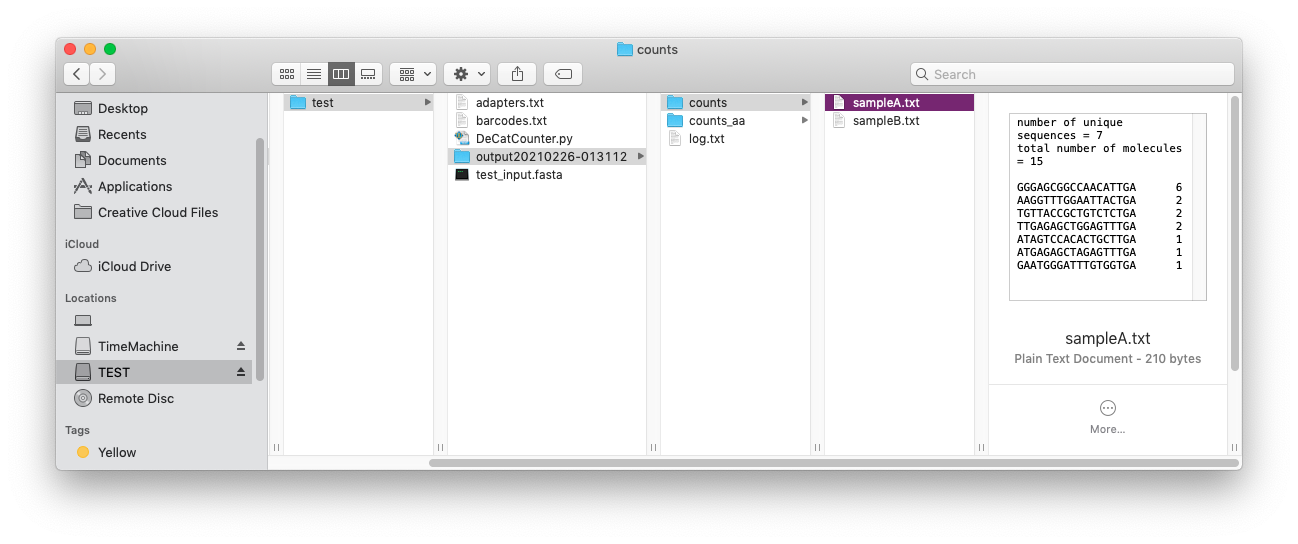 counts
Search
Desktop
Recents
Documents
Applications
Creative Cloud Files
iCloud
iCloud Drive
Locations
TimeMachine
TEST
Remote Disc
Tags
Yellow
test
adapters.txt
barcodes.txt
DeCatCounter.py
output20210226-013112
test_input.fasta
counts
counts_aa
log.txt
sampleA.txt
sampleB.txt
number of unique
sequences = 7
total number of molecules
= 15
GGGAGCGGCCAACATTGA 6
AAGGTTTGGAATTACTGA 2
TGTTACCGCTGTCTCTGA 2
TTGAGAGCTGGAGTTTGA 2
ATAGTCCACACTGCTTGA 1
ATGAGAGCTAGAGTTTGA 1
GAATGGGATTTGTGGTGA 1
sampleA.txt
Plain Text Document - 210 bytes
More...